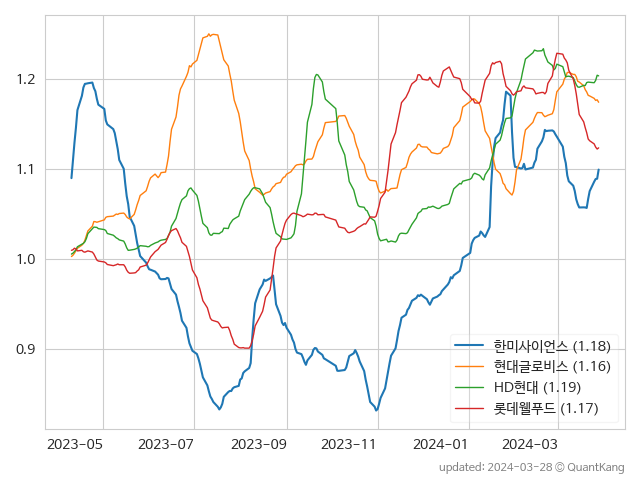 1.2
1.1
1.0
0.9
한미사이언스 (1.18)
현대글로비스 (1.16)
HD현대 (1.19)
롯데웰푸드 (1.17)
2023-05 2023-07 2023-09 2023-11 2024-01 2024-03
updated: 2024-03-28 © QuantKang